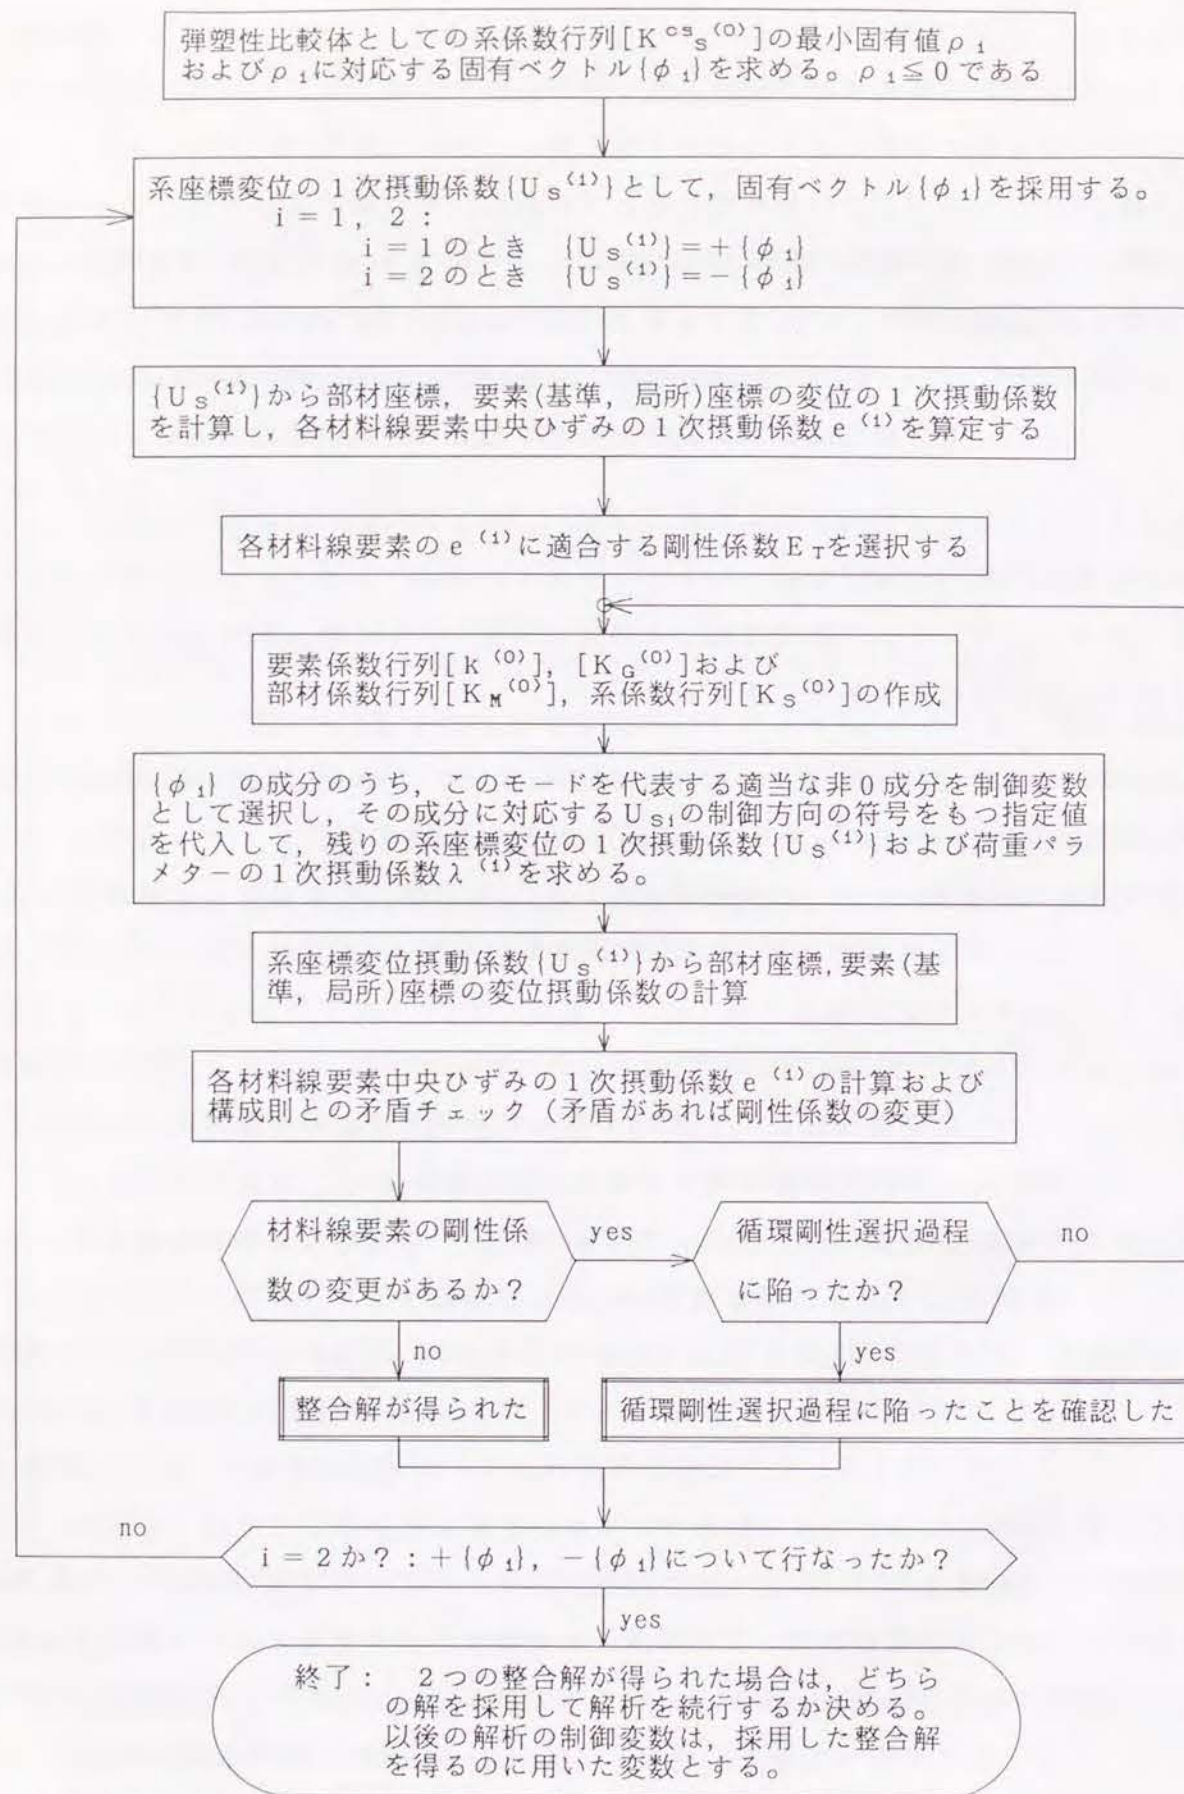 弾塑性比較体としての系係数行列[K^cs_S^(0)]の最小固有値ρ₁
およびρ₁に対応する固有ベクトル{φ₁}を求める。ρ₁≦0である
系座標変位の1次摂動係数{U_S^(1)}として，固有ベクトル{φ₁}を採用する。
i＝1，2：
i＝1のとき {U_S^(1)}＝＋{φ₁}
i＝2のとき {U_S^(1)}＝－{φ₁}
{U_S^(1)}から部材座標，要素(基準，局所)座標の変位の1次摂動係数
を計算し，各材料線要素中央ひずみの1次摂動係数e^(1)を算定する
各材料線要素のe^(1)に適合する剛性係数E_Tを選択する
要素係数行列[k^(0)]，[K_G^(0)]および
部材係数行列[K_M^(0)]，系係数行列[K_S^(0)]の作成
{φ₁}の成分のうち，このモードを代表する適当な非0成分を制御変数
として選択し，その成分に対応するU_Siの制御方向の符号をもつ指定値
を代入して，残りの系座標変位の1次摂動係数{U_S^(1)}および荷重パラ
メターの1次摂動係数λ^(1)を求める。
系座標変位摂動係数{U_S^(1)}から部材座標，要素(基
準，局所)座標の変位摂動係数の計算
各材料線要素中央ひずみの1次摂動係数e^(1)の計算および
構成則との矛盾チェック（矛盾があれば剛性係数の変更）
材料線要素の剛性係
数の変更があるか？
yes
循環剛性選択過程
に陥ったか？
no
no
yes
整合解が得られた
循環剛性選択過程に陥ったことを確認した
no
i＝2か？：＋{φ₁}，－{φ₁}について行なったか？
yes
終了： 2つの整合解が得られた場合は，どちら
の解を採用して解析を続行するか決める。
以後の解析の制御変数は，採用した整合解
を得るのに用いた変数とする。